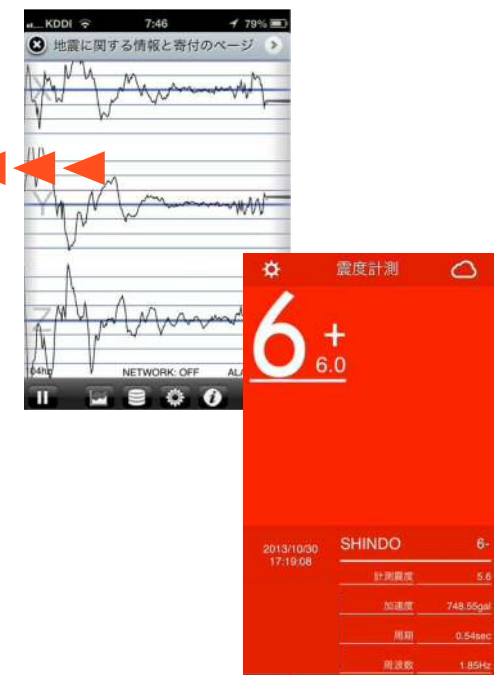 KDDI 7:46 79%
地震に関する情報と寄付のページ
X
Y
Z
104hz NETWORK: OFF
震度計測
6+
6.0
2013/10/30
17:19:08
SHINDO 6-
計測震度 5.6
加速度 748.55gal
周期 0.54sec
周波数 1.85Hz